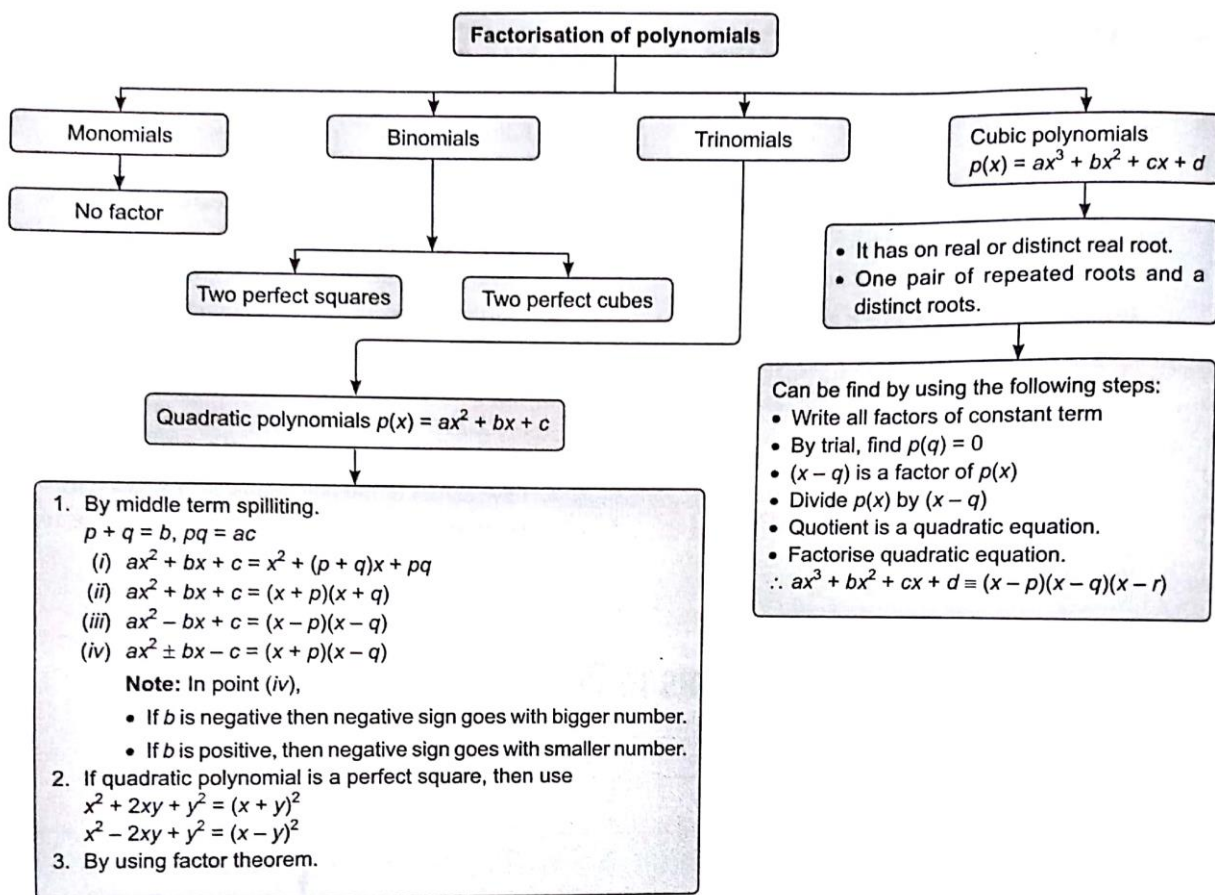 Factorisation of polynomials
Monomials
Binomials
Trinomials
Cubic polynomials
p(x) = ax³ + bx² + cx + d
No factor
• It has on real or distinct real root.
• One pair of repeated roots and a
distinct roots.
Two perfect squares
Two perfect cubes
Quadratic polynomials p(x) = ax² + bx + c
Can be find by using the following steps:
• Write all factors of constant term
• By trial, find p(q) = 0
• (x – q) is a factor of p(x)
• Divide p(x) by (x – q)
• Quotient is a quadratic equation.
• Factorise quadratic equation.
∴ ax³ + bx² + cx + d ≡ (x – p)(x – q)(x – r)
1. By middle term spilliting.
p + q = b, pq = ac
(i) ax² + bx + c = x² + (p + q)x + pq
(ii) ax² + bx + c = (x + p)(x + q)
(iii) ax² – bx + c = (x – p)(x – q)
(iv) ax² ± bx – c = (x + p)(x – q)
Note: In point (iv),
• If b is negative then negative sign goes with bigger number.
• If b is positive, then negative sign goes with smaller number.
2. If quadratic polynomial is a perfect square, then use
x² + 2xy + y² = (x + y)²
x² – 2xy + y² = (x – y)²
3. By using factor theorem.